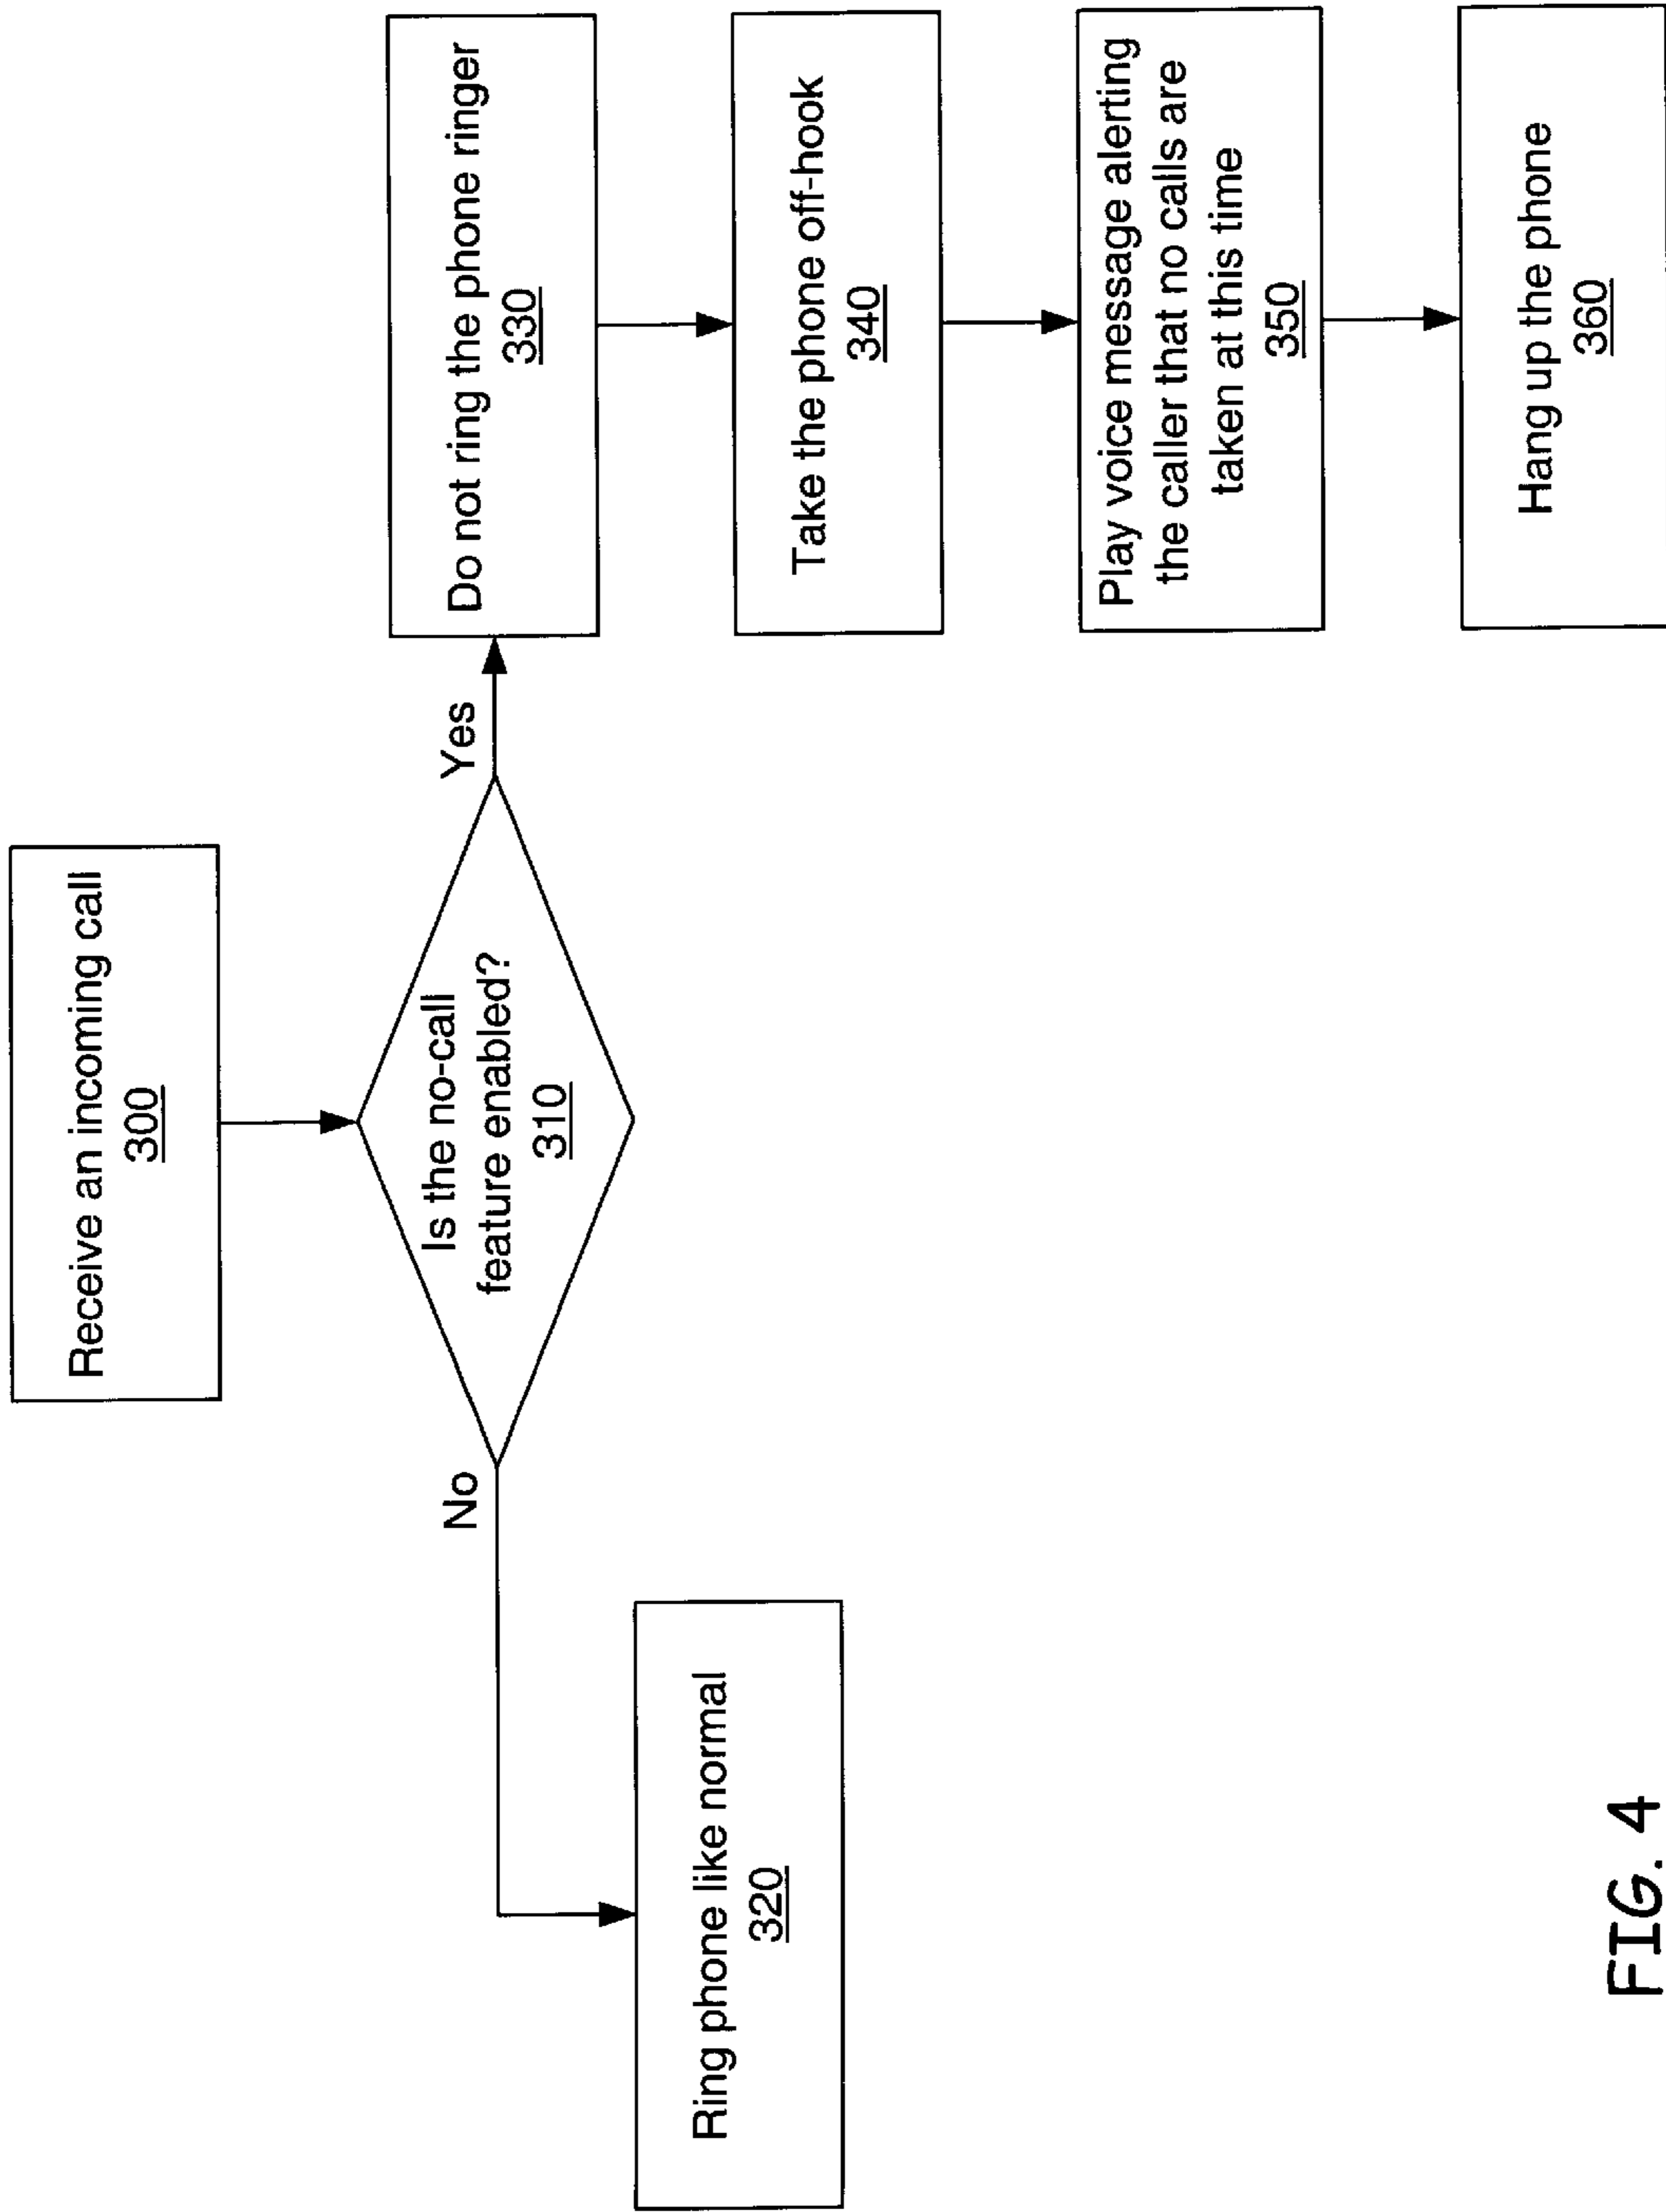 Receive an incoming call
300
Is the no-call
feature enabled?
310
No
Yes
Ring phone like normal
320
Do not ring the phone ringer
330
Take the phone off-hook
340
Play voice message alerting
the caller that no calls are
taken at this time
350
Hang up the phone
360
FIG. 4